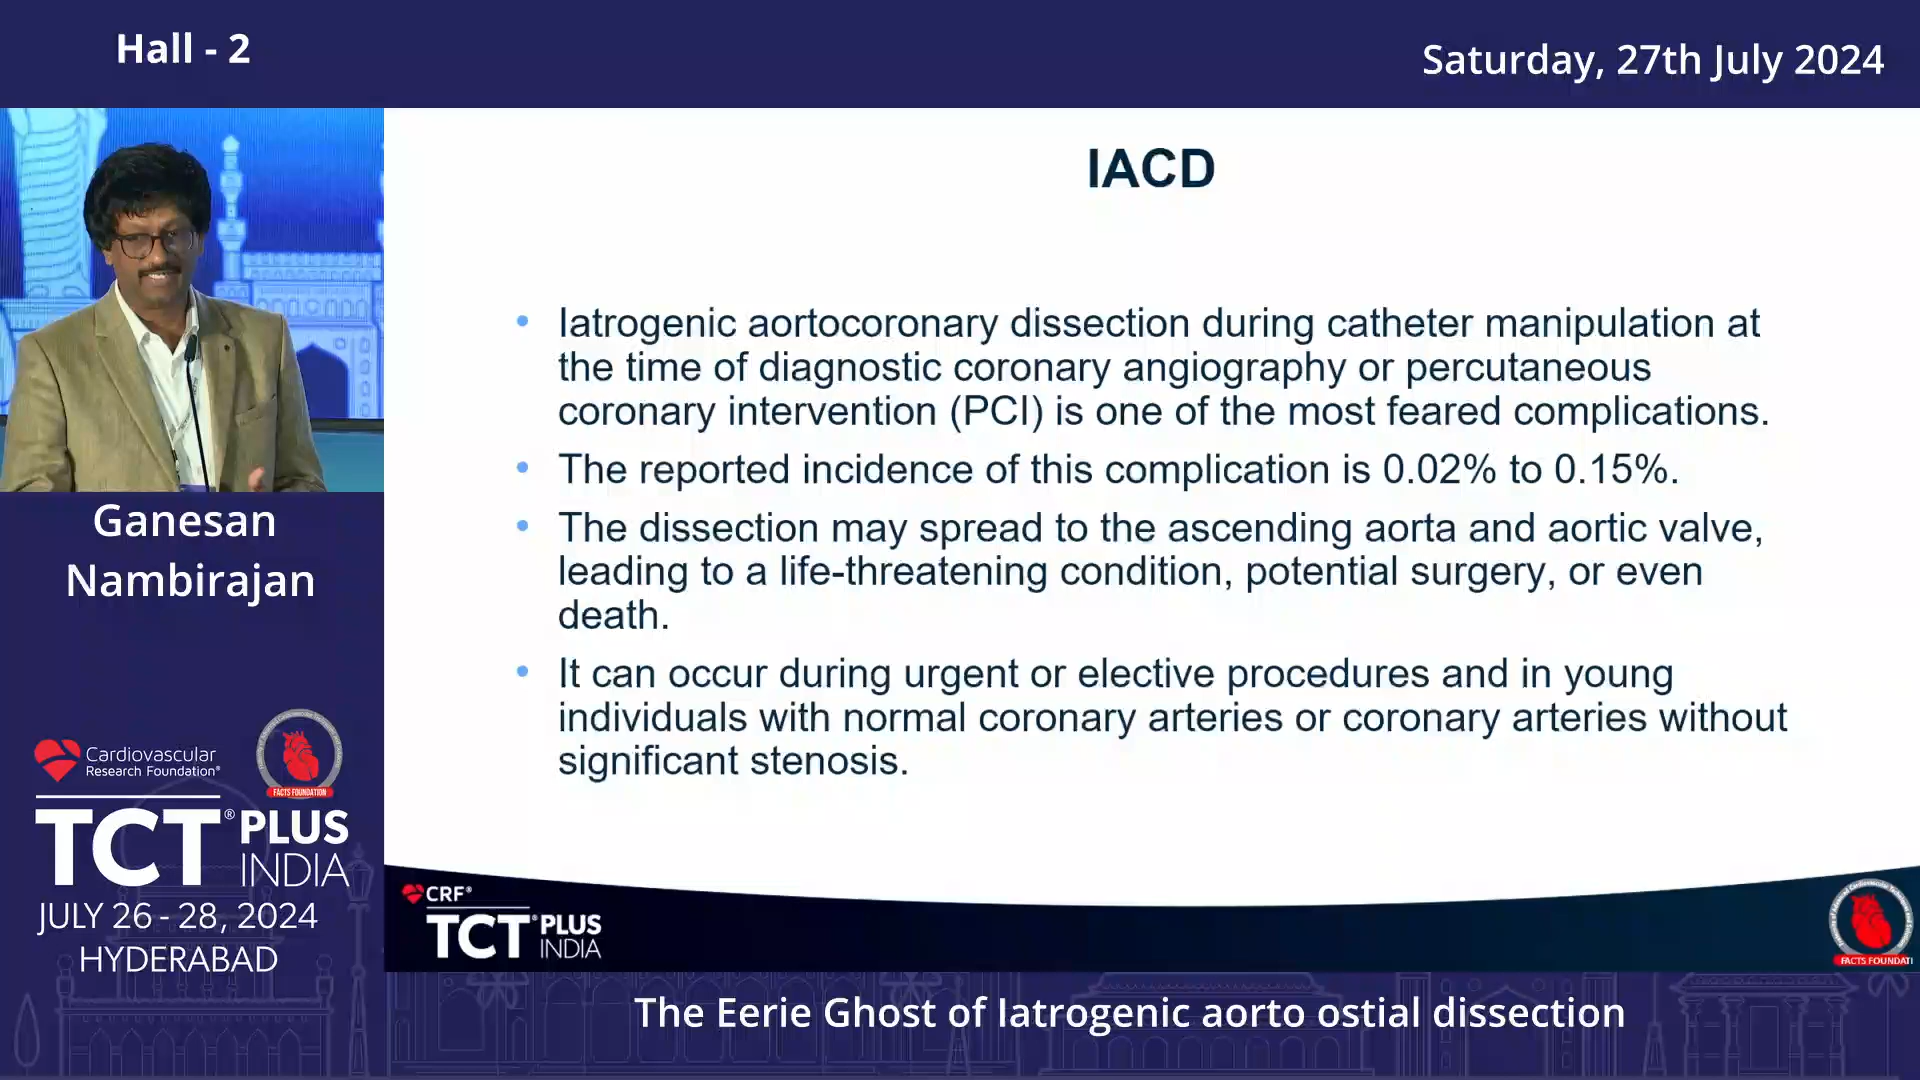 Hall - 2
Saturday, 27th July 2024
Ganesan
Nambirajan
Cardiovascular
Research Foundation®
FACTS FOUNDATION
TCT® PLUS
INDIA
JULY 26 - 28, 2024
HYDERABAD
IACD
• Iatrogenic aortocoronary dissection during catheter manipulation at
the time of diagnostic coronary angiography or percutaneous
coronary intervention (PCI) is one of the most feared complications.
• The reported incidence of this complication is 0.02% to 0.15%.
• The dissection may spread to the ascending aorta and aortic valve,
leading to a life-threatening condition, potential surgery, or even
death.
• It can occur during urgent or elective procedures and in young
individuals with normal coronary arteries or coronary arteries without
significant stenosis.
CRF®
TCT® PLUS
INDIA
FACTS FOUNDATI
The Eerie Ghost of Iatrogenic aorto ostial dissection